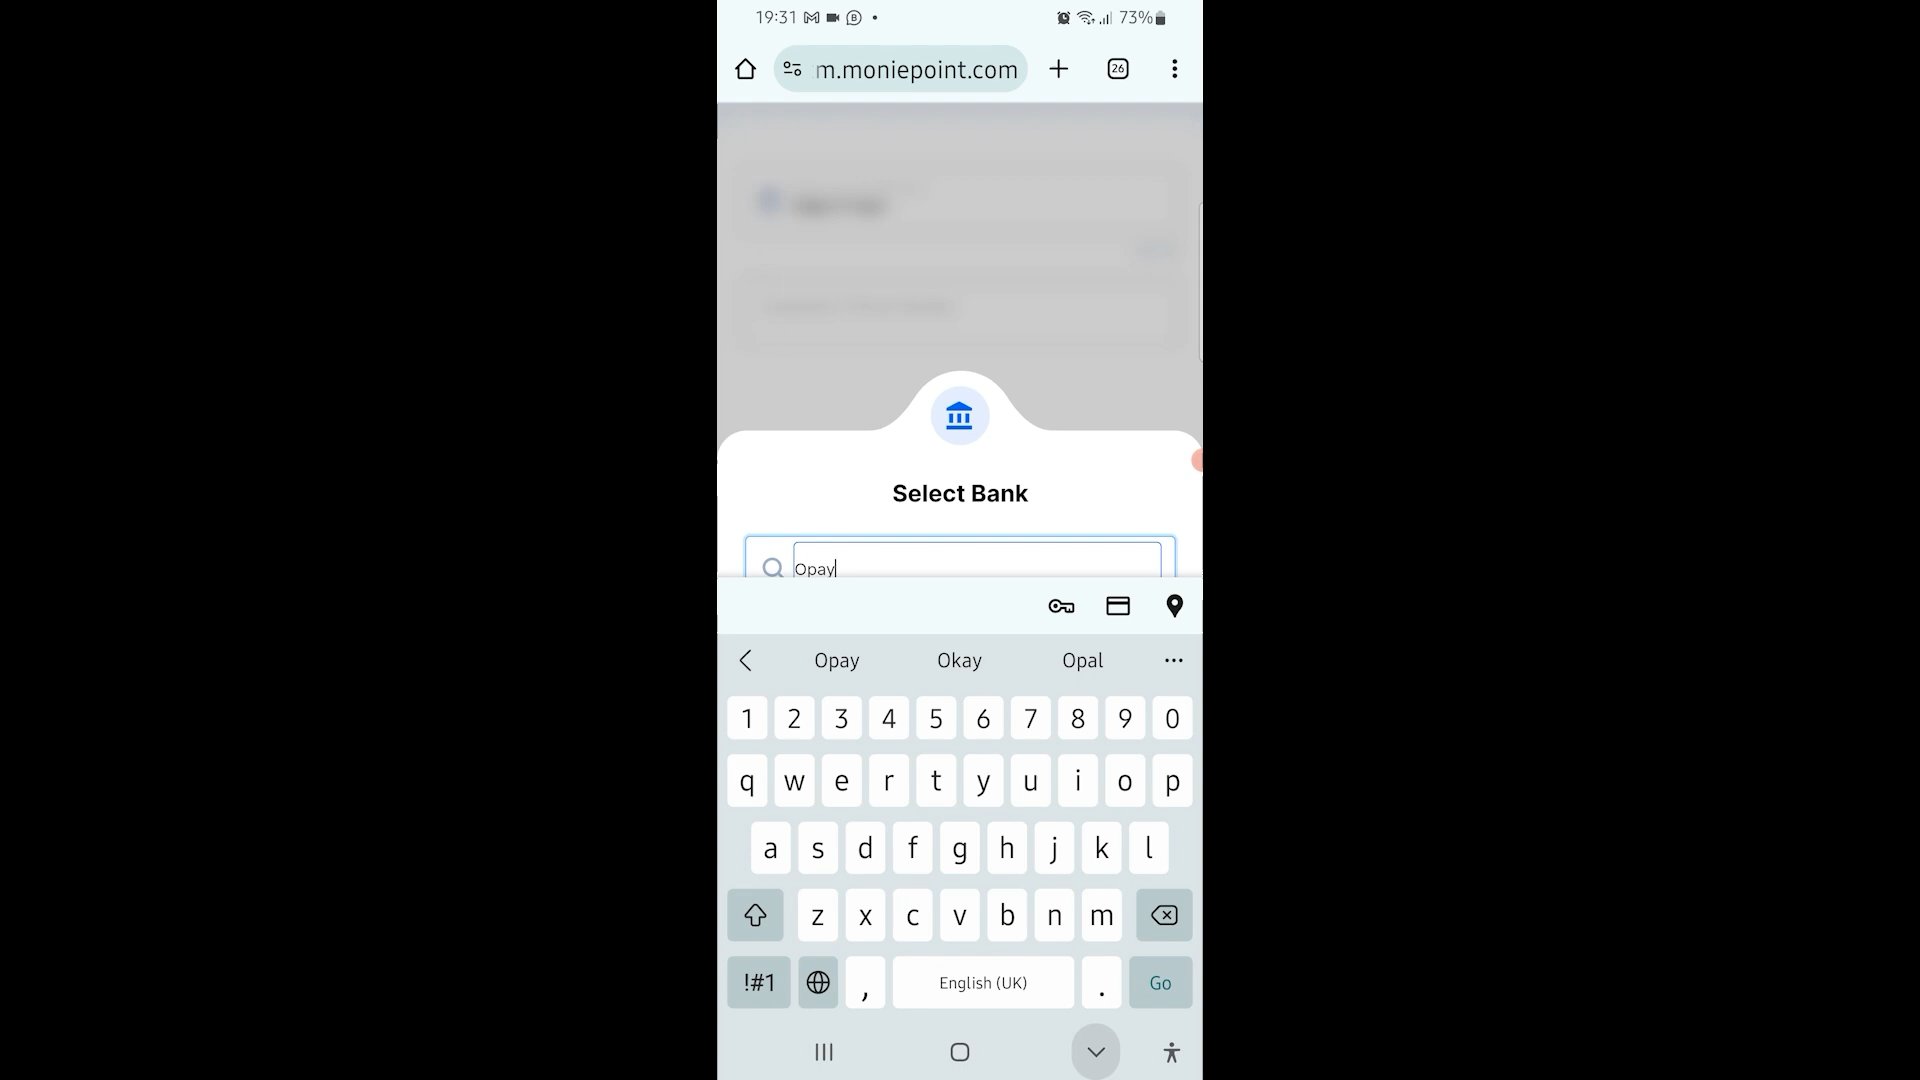 19:31 73%
m.moniepoint.com 26
Select Bank
Opay
Opay Okay Opal
1 2 3 4 5 6 7 8 9 0
q w e r t y u i o p
a s d f g h j k l
z x c v b n m
!#1 , English (UK) . Go